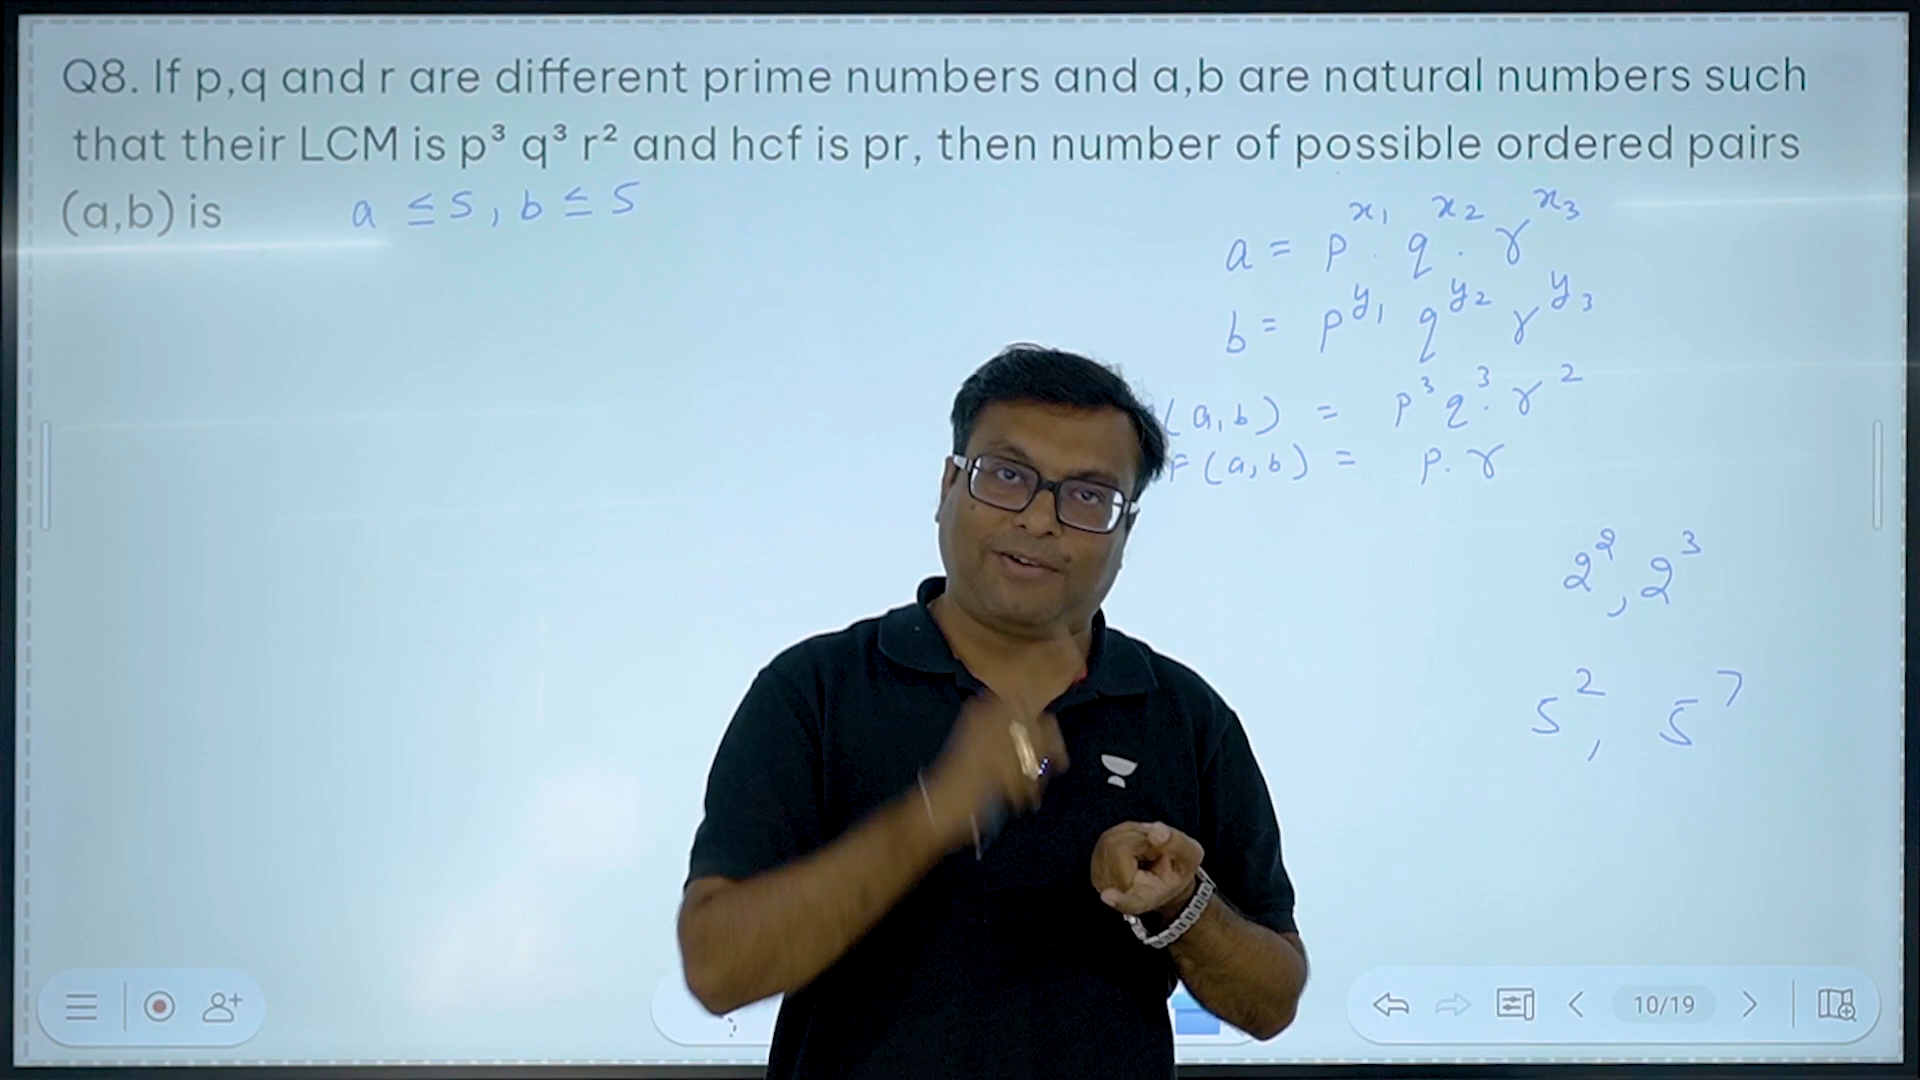 Q8. If p,q and r are different prime numbers and a,b are natural numbers such
that their LCM is p³ q³ r² and hcf is pr, then number of possible ordered pairs
(a,b) is
a ≤ 5, b ≤ 5
a = p^x₁ . q^x₂ . r^x₃
b = p^y₁ q^y₂ r^y₃
(a,b) = p³ q³ . r²
F (a,b) = p. r
2², 2³
5², 5⁷
10/19